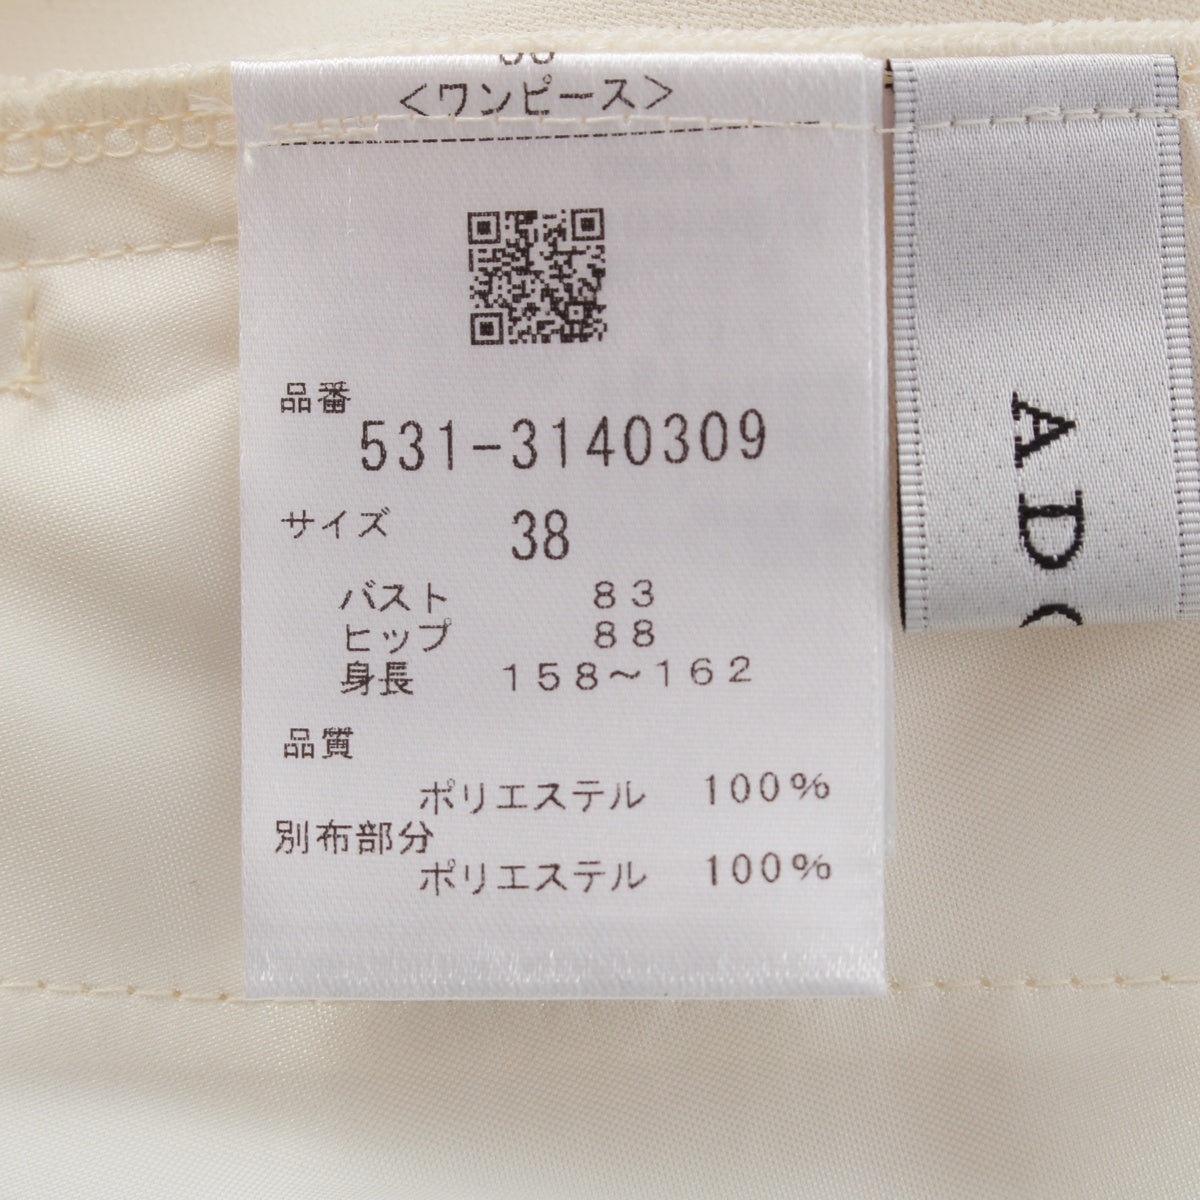 <ワンピース>
品番
531-3140309
サイズ 38
バスト 83
ヒップ 88
身長 158～162
品質
ポリエステル 100%
別布部分
ポリエステル 100%
AD